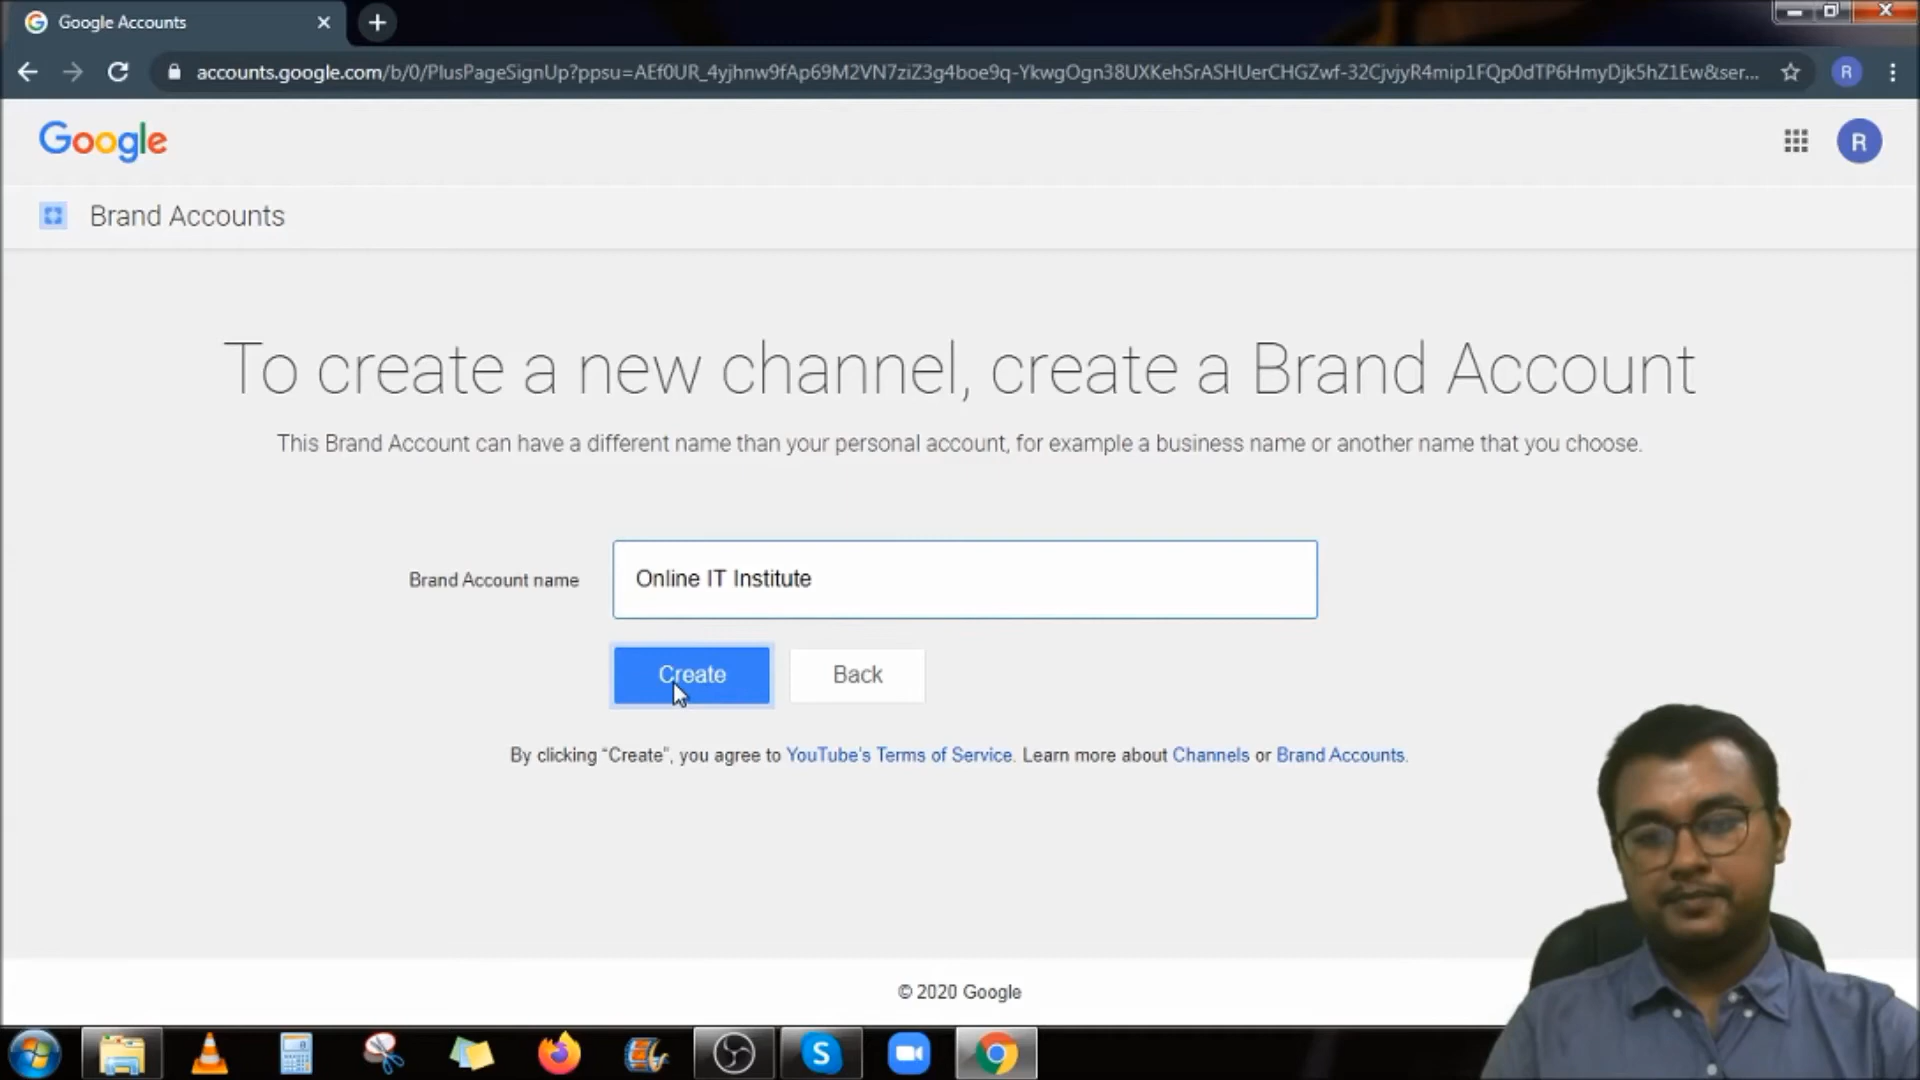 Google Accounts
accounts.google.com/b/0/PlusPageSignUp?ppsu=AEf0UR_4yjhnw9fAp69M2VN7ziZ3g4boe9q-YkwgOgn38UXKehSrASHUerCHGZwf-32CjvjyR4mip1FQp0dTP6HmyDjk5hZ1Ew&ser...
R
Google
R
Brand Accounts
To create a new channel, create a Brand Account
This Brand Account can have a different name than your personal account, for example a business name or another name that you choose.
Brand Account name
Online IT Institute
Create
Back
By clicking “Create”, you agree to YouTube's Terms of Service. Learn more about Channels or Brand Accounts.
© 2020 Google
S